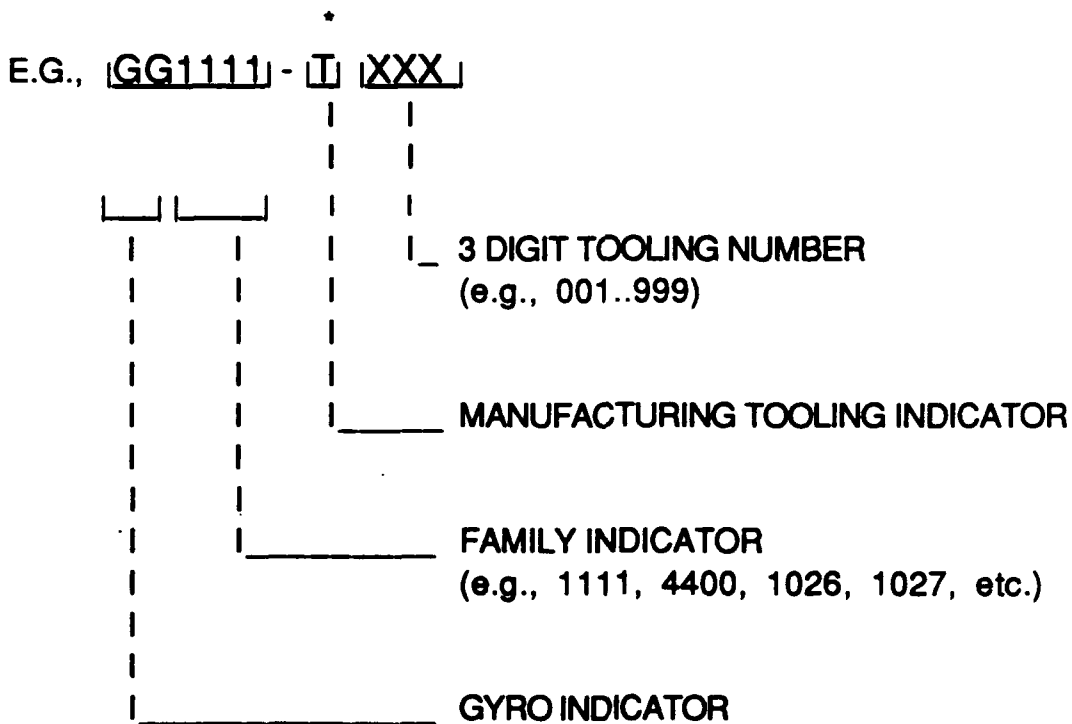 *
E.G., GG1111 - T XXX
3 DIGIT TOOLING NUMBER
(e.g., 001..999)
MANUFACTURING TOOLING INDICATOR
FAMILY INDICATOR
(e.g., 1111, 4400, 1026, 1027, etc.)
GYRO INDICATOR